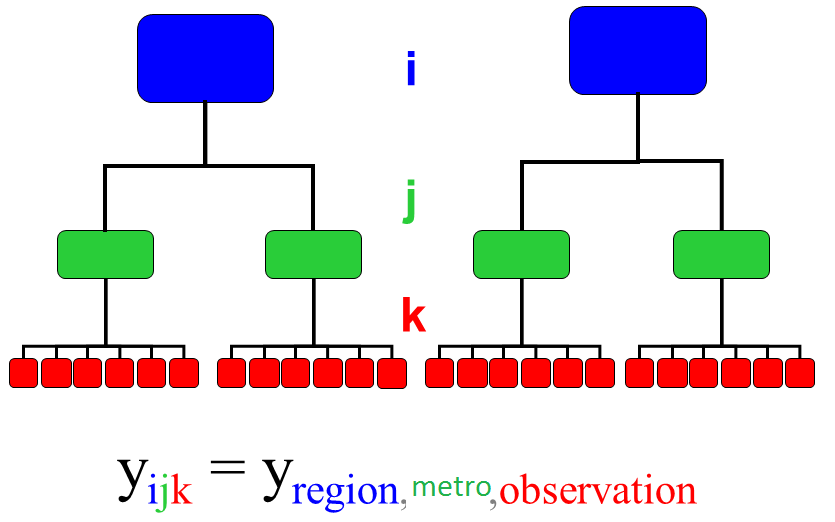 i
j
k
yijk = yregion,metro,observation